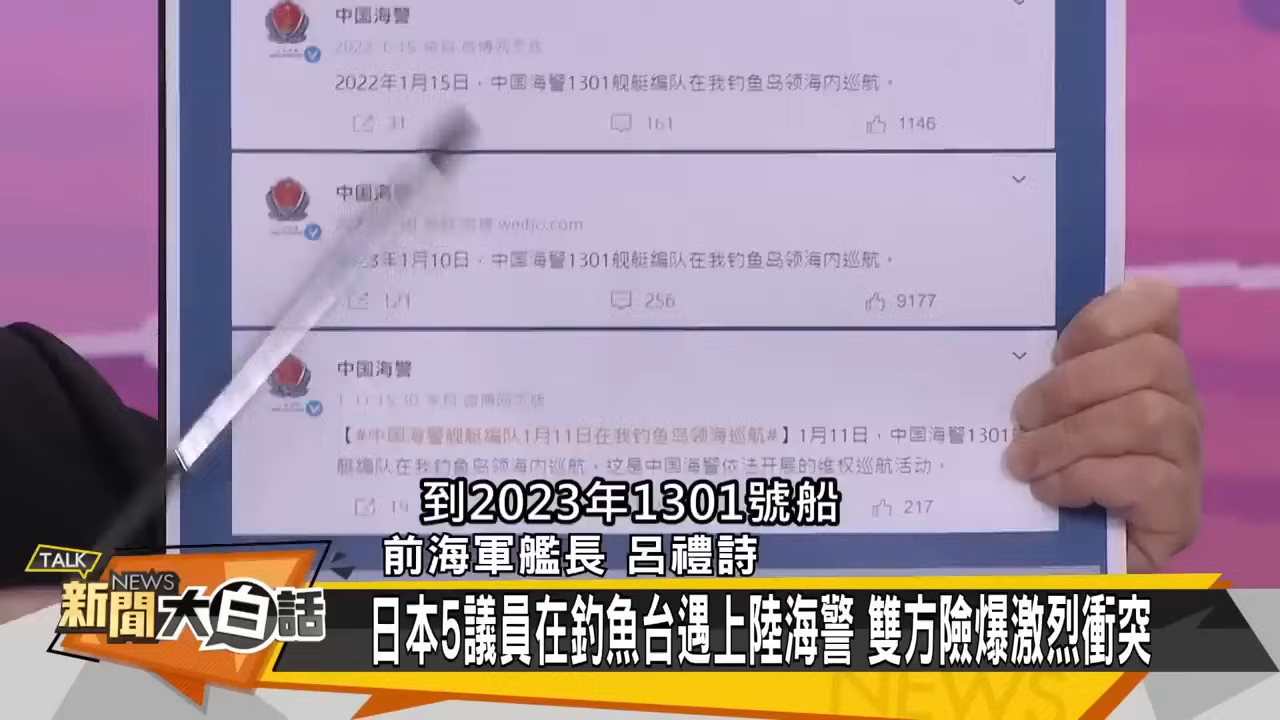 中国海警
2022年1月15日，中国海警1301舰艇编队在我钓鱼岛领海内巡航。
31 161 1146
中国海警
weibo.com
年1月10日，中国海警1301舰艇编队在我钓鱼岛领海内巡航。
121 256 9177
中国海警
【#中国海警舰艇编队1月11日在我钓鱼岛领海巡航#】1月11日，中国海警1301
艇编队在我钓鱼岛领海内巡航。这是中国海警依法开展的维权巡航活动。
217
到2023年1301號船
前海軍艦長 呂禮詩
TALK
NEWS
新聞大白話
日本5議員在釣魚台遇上陸海警 雙方險爆激烈衝突
NEWS